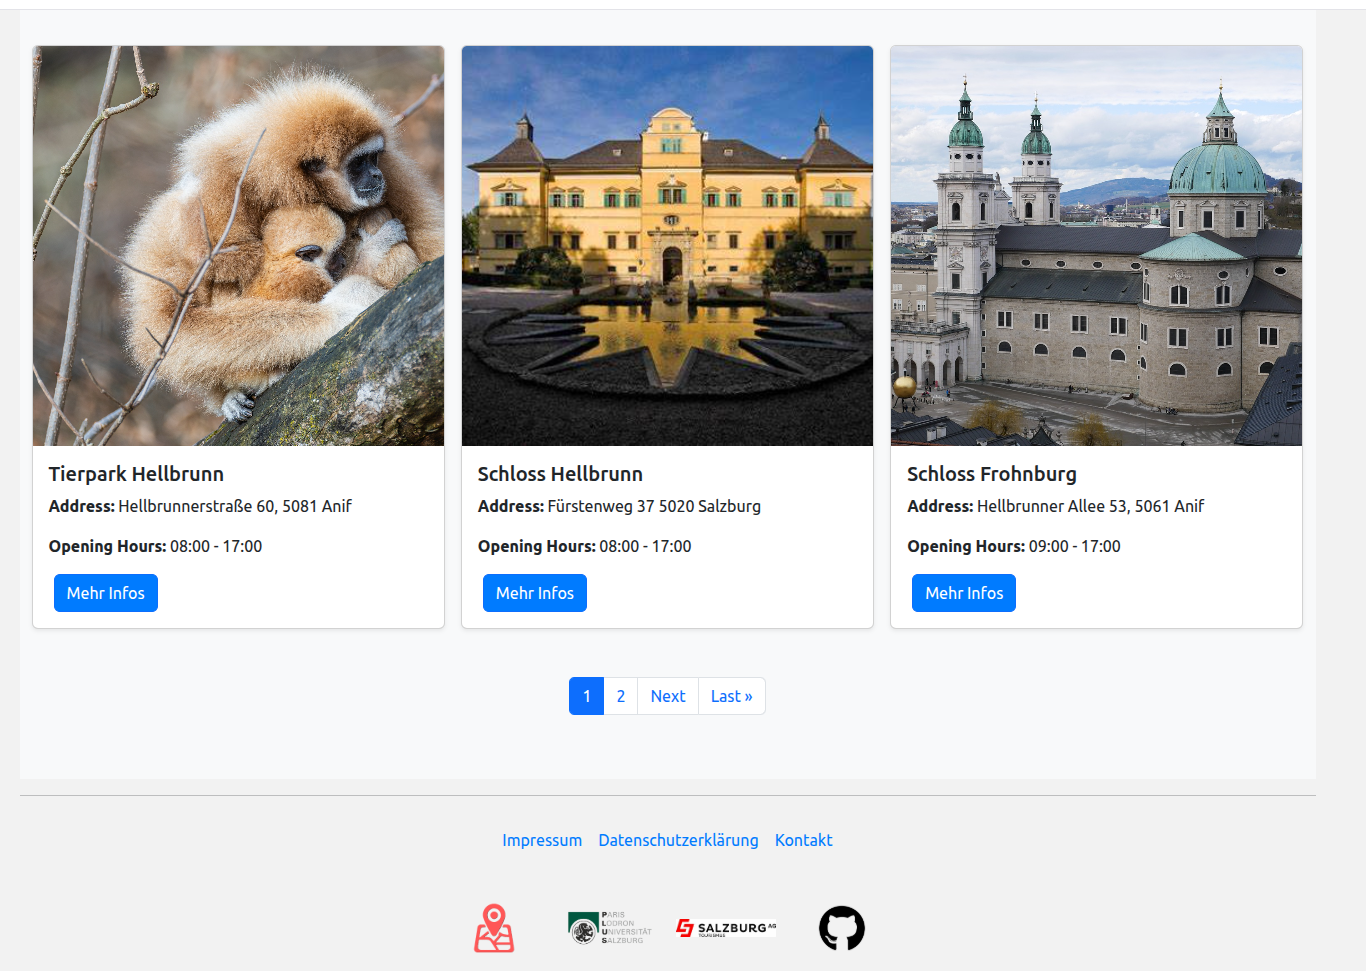 Tierpark Hellbrunn
Address: Hellbrunnerstraße 60, 5081 Anif
Opening Hours: 08:00 - 17:00
Mehr Infos
Schloss Hellbrunn
Address: Fürstenweg 37 5020 Salzburg
Opening Hours: 08:00 - 17:00
Mehr Infos
Schloss Frohnburg
Address: Hellbrunner Allee 53, 5061 Anif
Opening Hours: 09:00 - 17:00
Mehr Infos
1 2 Next Last »
Impressum Datenschutzerklärung Kontakt
PARIS
LODRON
UNIVERSITÄT
SALZBURG
SALZBURG AG
TOURISMUS